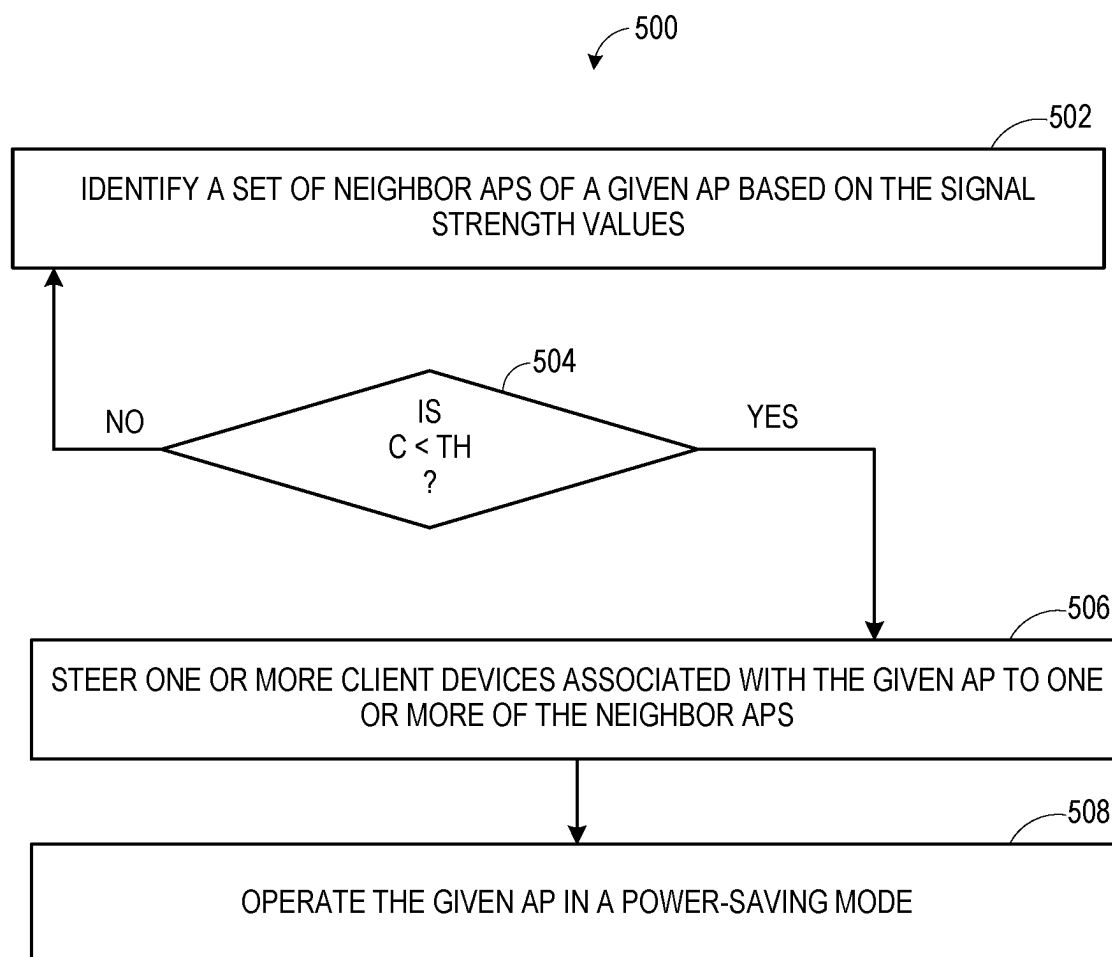 500
502
IDENTIFY A SET OF NEIGHBOR APS OF A GIVEN AP BASED ON THE SIGNAL
STRENGTH VALUES
504
NO
IS
C < TH
?
YES
506
STEER ONE OR MORE CLIENT DEVICES ASSOCIATED WITH THE GIVEN AP TO ONE
OR MORE OF THE NEIGHBOR APS
508
OPERATE THE GIVEN AP IN A POWER-SAVING MODE